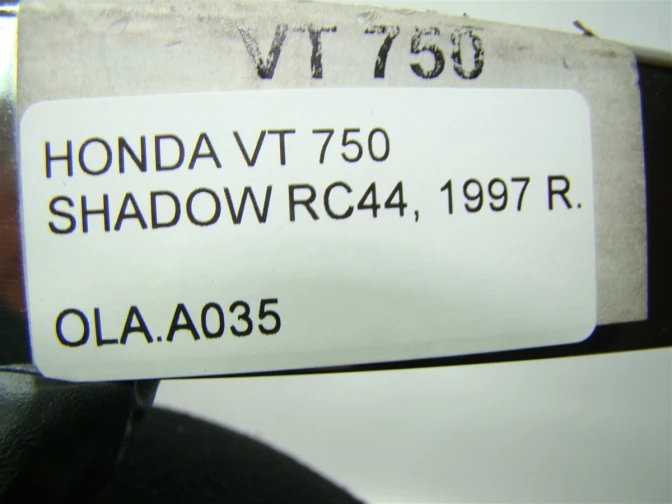 VT 750
HONDA VT 750
SHADOW RC44, 1997 R.
OLA.A035